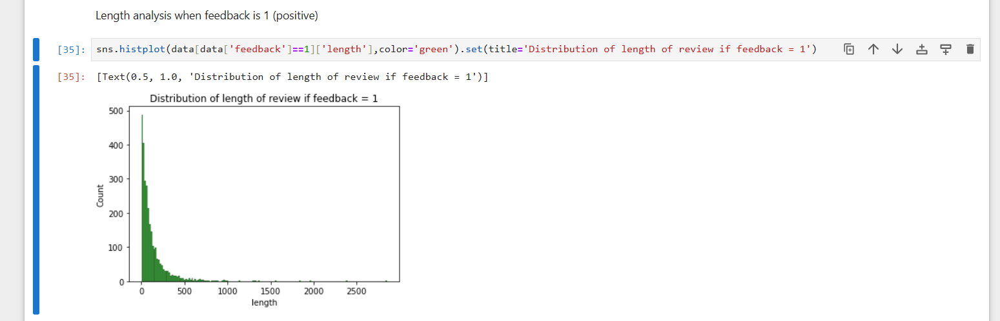 Length analysis when feedback is 1 (positive)
[35]: sns.histplot(data[data['feedback']==1]['length'],color='green').set(title='Distribution of length of review if feedback = 1')
[35]: [Text(0.5, 1.0, 'Distribution of length of review if feedback = 1')]
Distribution of length of review if feedback = 1
500
400
300
200
100
0
Count
0 500 1000 1500 2000 2500
length